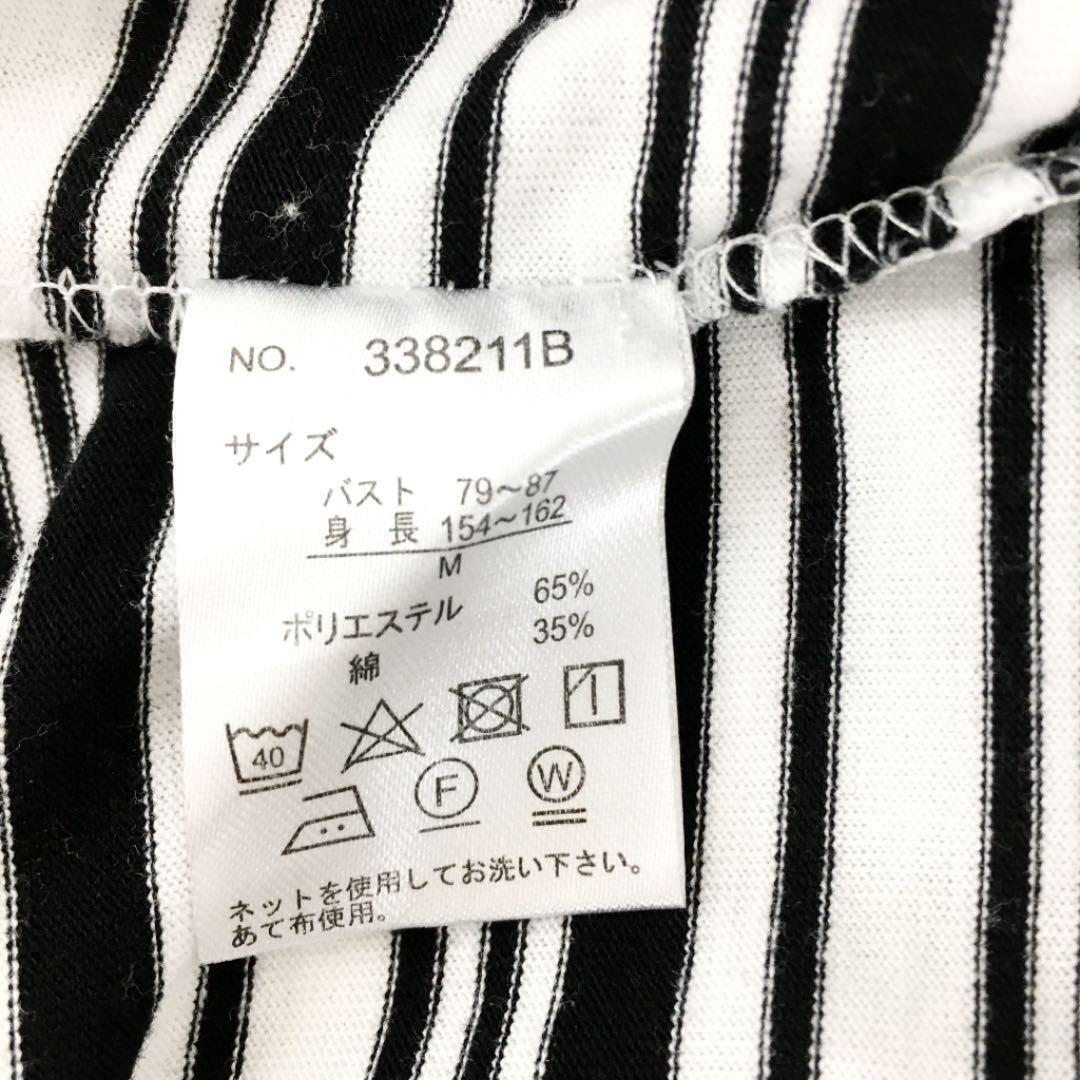 NO. 338211B
サイズ
バスト 79～87
身 長 154～162
M
ポリエステル 65%
綿 35%
40
F
W
ネットを使用してお洗い下さい。
あて布使用。